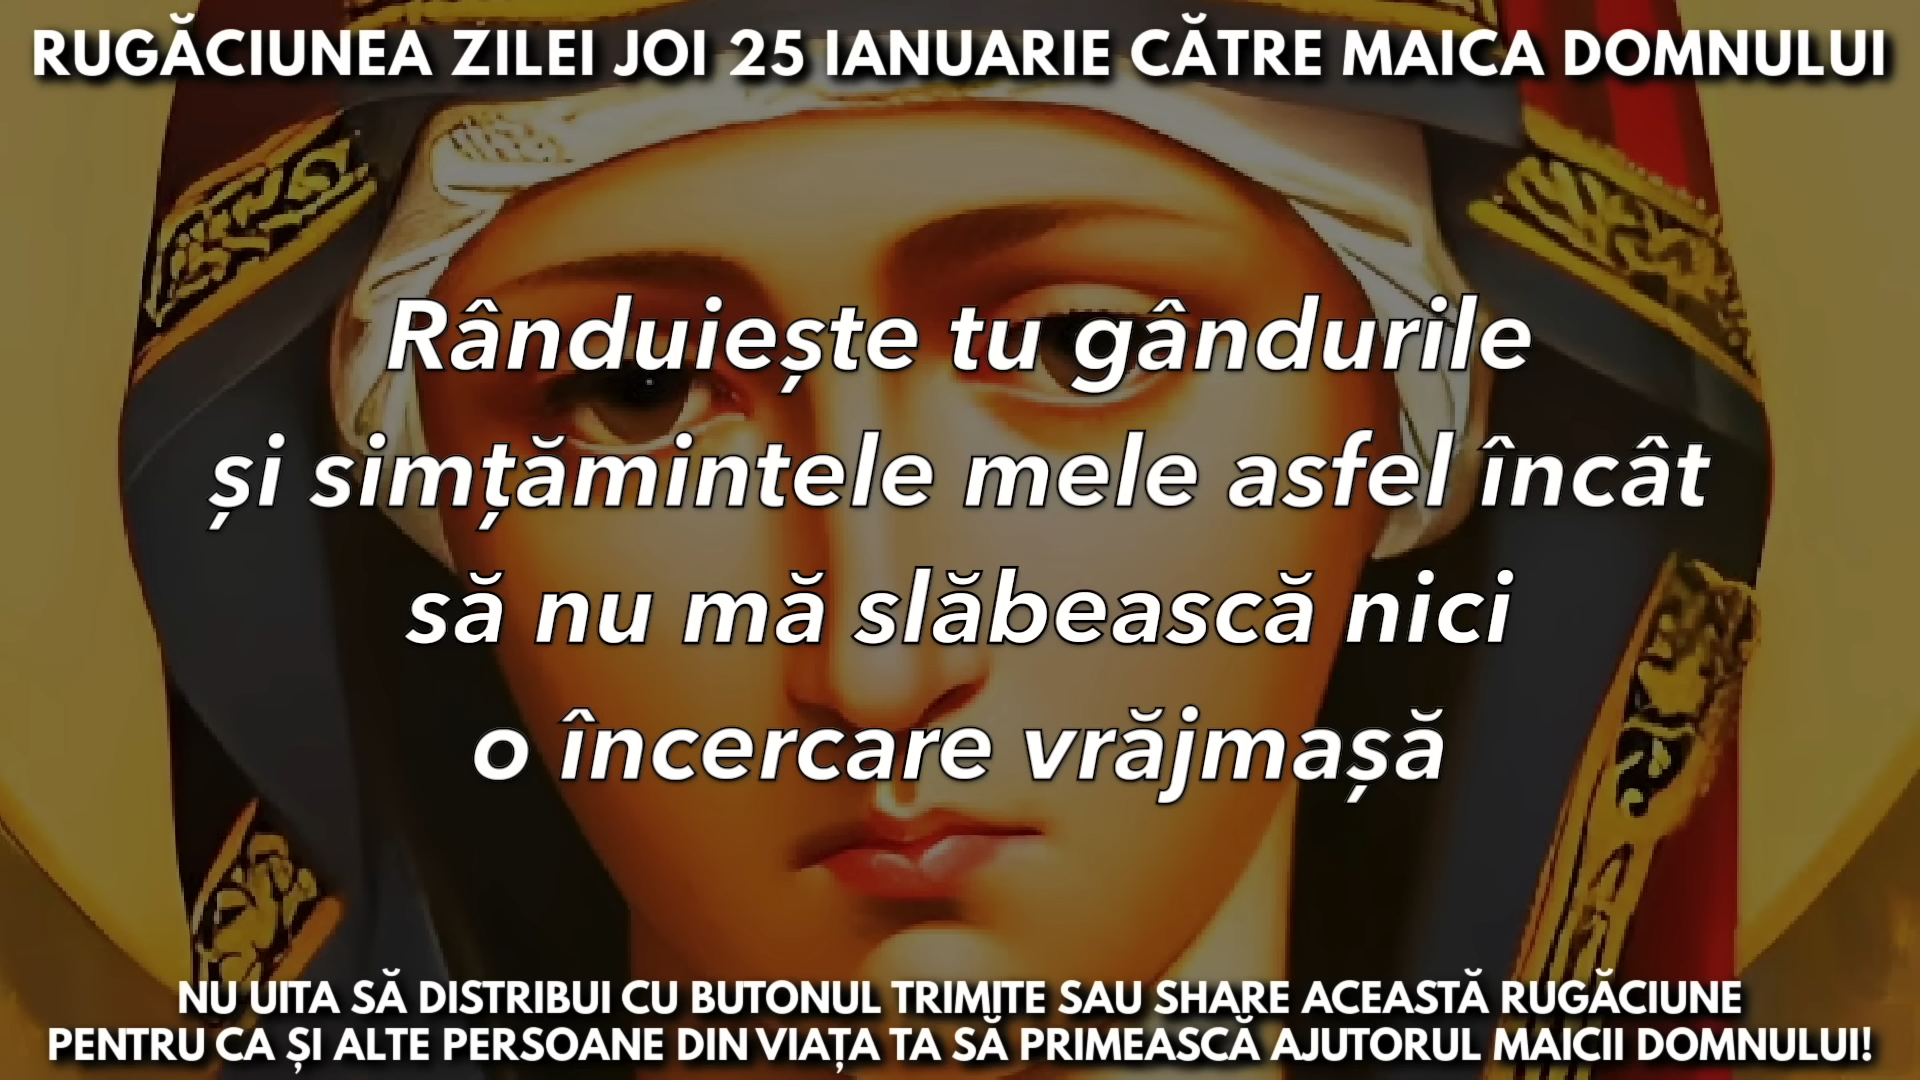 RUGĂCIUNEA ZILEI JOI 25 IANUARIE CĂTRE MAICA DOMNULUI
Rânduiește tu gândurile
și simțămintele mele asfel încât
să nu mă slăbească nici
o încercare vrăjmașă
NU UITA SĂ DISTRIBUI CU BUTONUL TRIMITE SAU SHARE ACEASTĂ RUGĂCIUNE
PENTRU CA ȘI ALTE PERSOANE DIN VIAȚA TA SĂ PRIMEASCĂ AJUTORUL MAICII DOMNULUI!